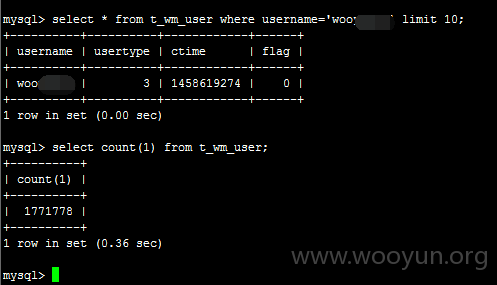 mysql> select * from t_wm_user where username='woo limit 10;
+----------+----------+------------+------+
| username | usertype | ctime | flag |
+----------+----------+------------+------+
| woo | 3 | 1458619274 | 0 |
+----------+----------+------------+------+
1 row in set (0.00 sec)
mysql> select count(1) from t_wm_user;
+----------+
| count(1) |
+----------+
| 1771778 |
+----------+
1 row in set (0.36 sec)
www.wooyun.org
mysql>